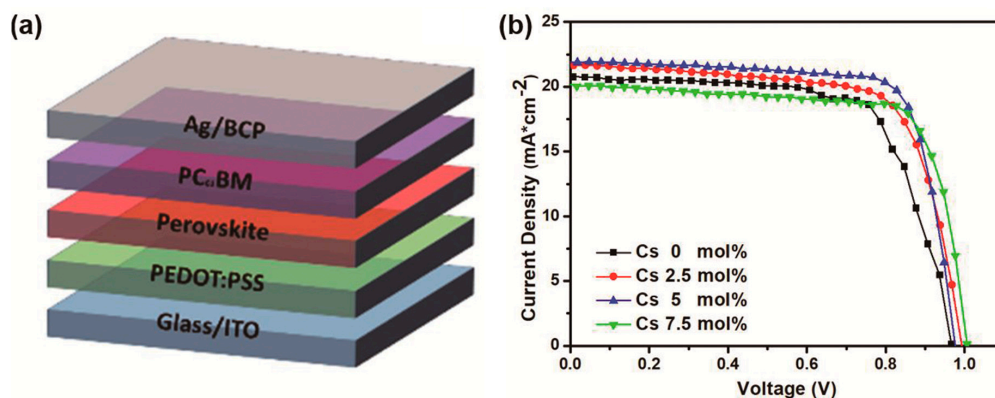 (a)
Ag/BCP
PC₆₁BM
Perovskite
PEDOT:PSS
Glass/ITO
(b)
25
20
15
10
5
0
Current Density (mA*cm⁻²)
Cs 0 mol%
Cs 2.5 mol%
Cs 5 mol%
Cs 7.5 mol%
0.0 0.2 0.4 0.6 0.8 1.0
Voltage (V)